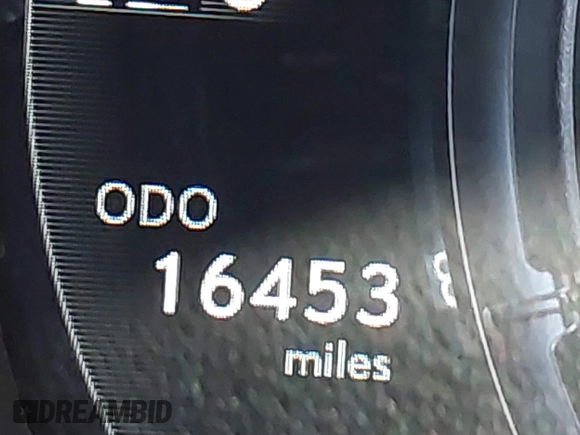 ODO
16453
miles
DREAMBID